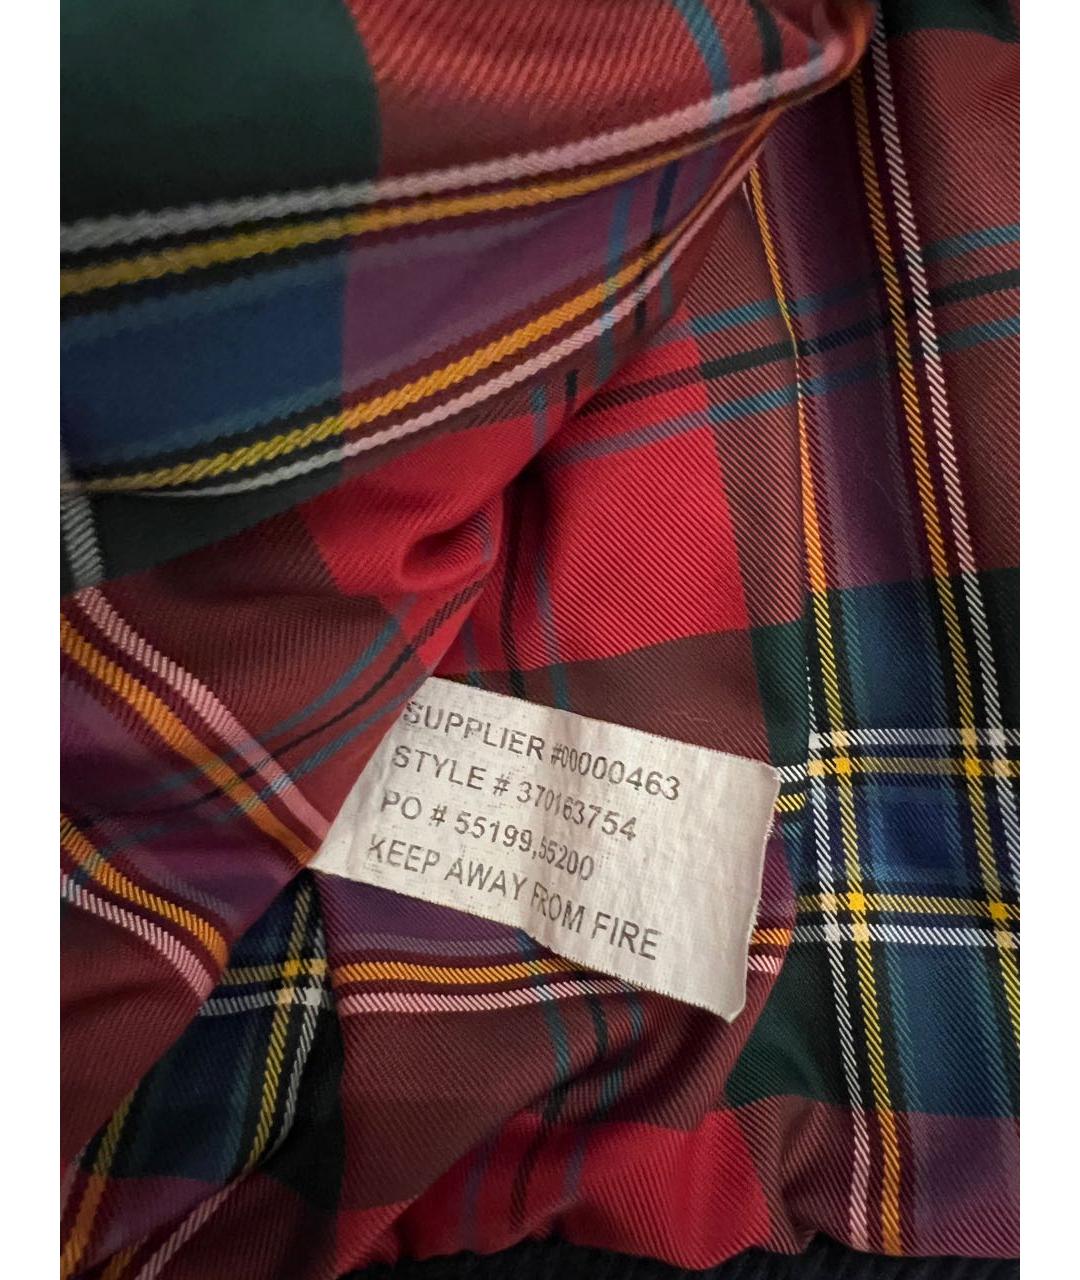 SUPPLIER #00000463
STYLE # 370163754
PO # 55199,55200
KEEP AWAY FROM FIRE